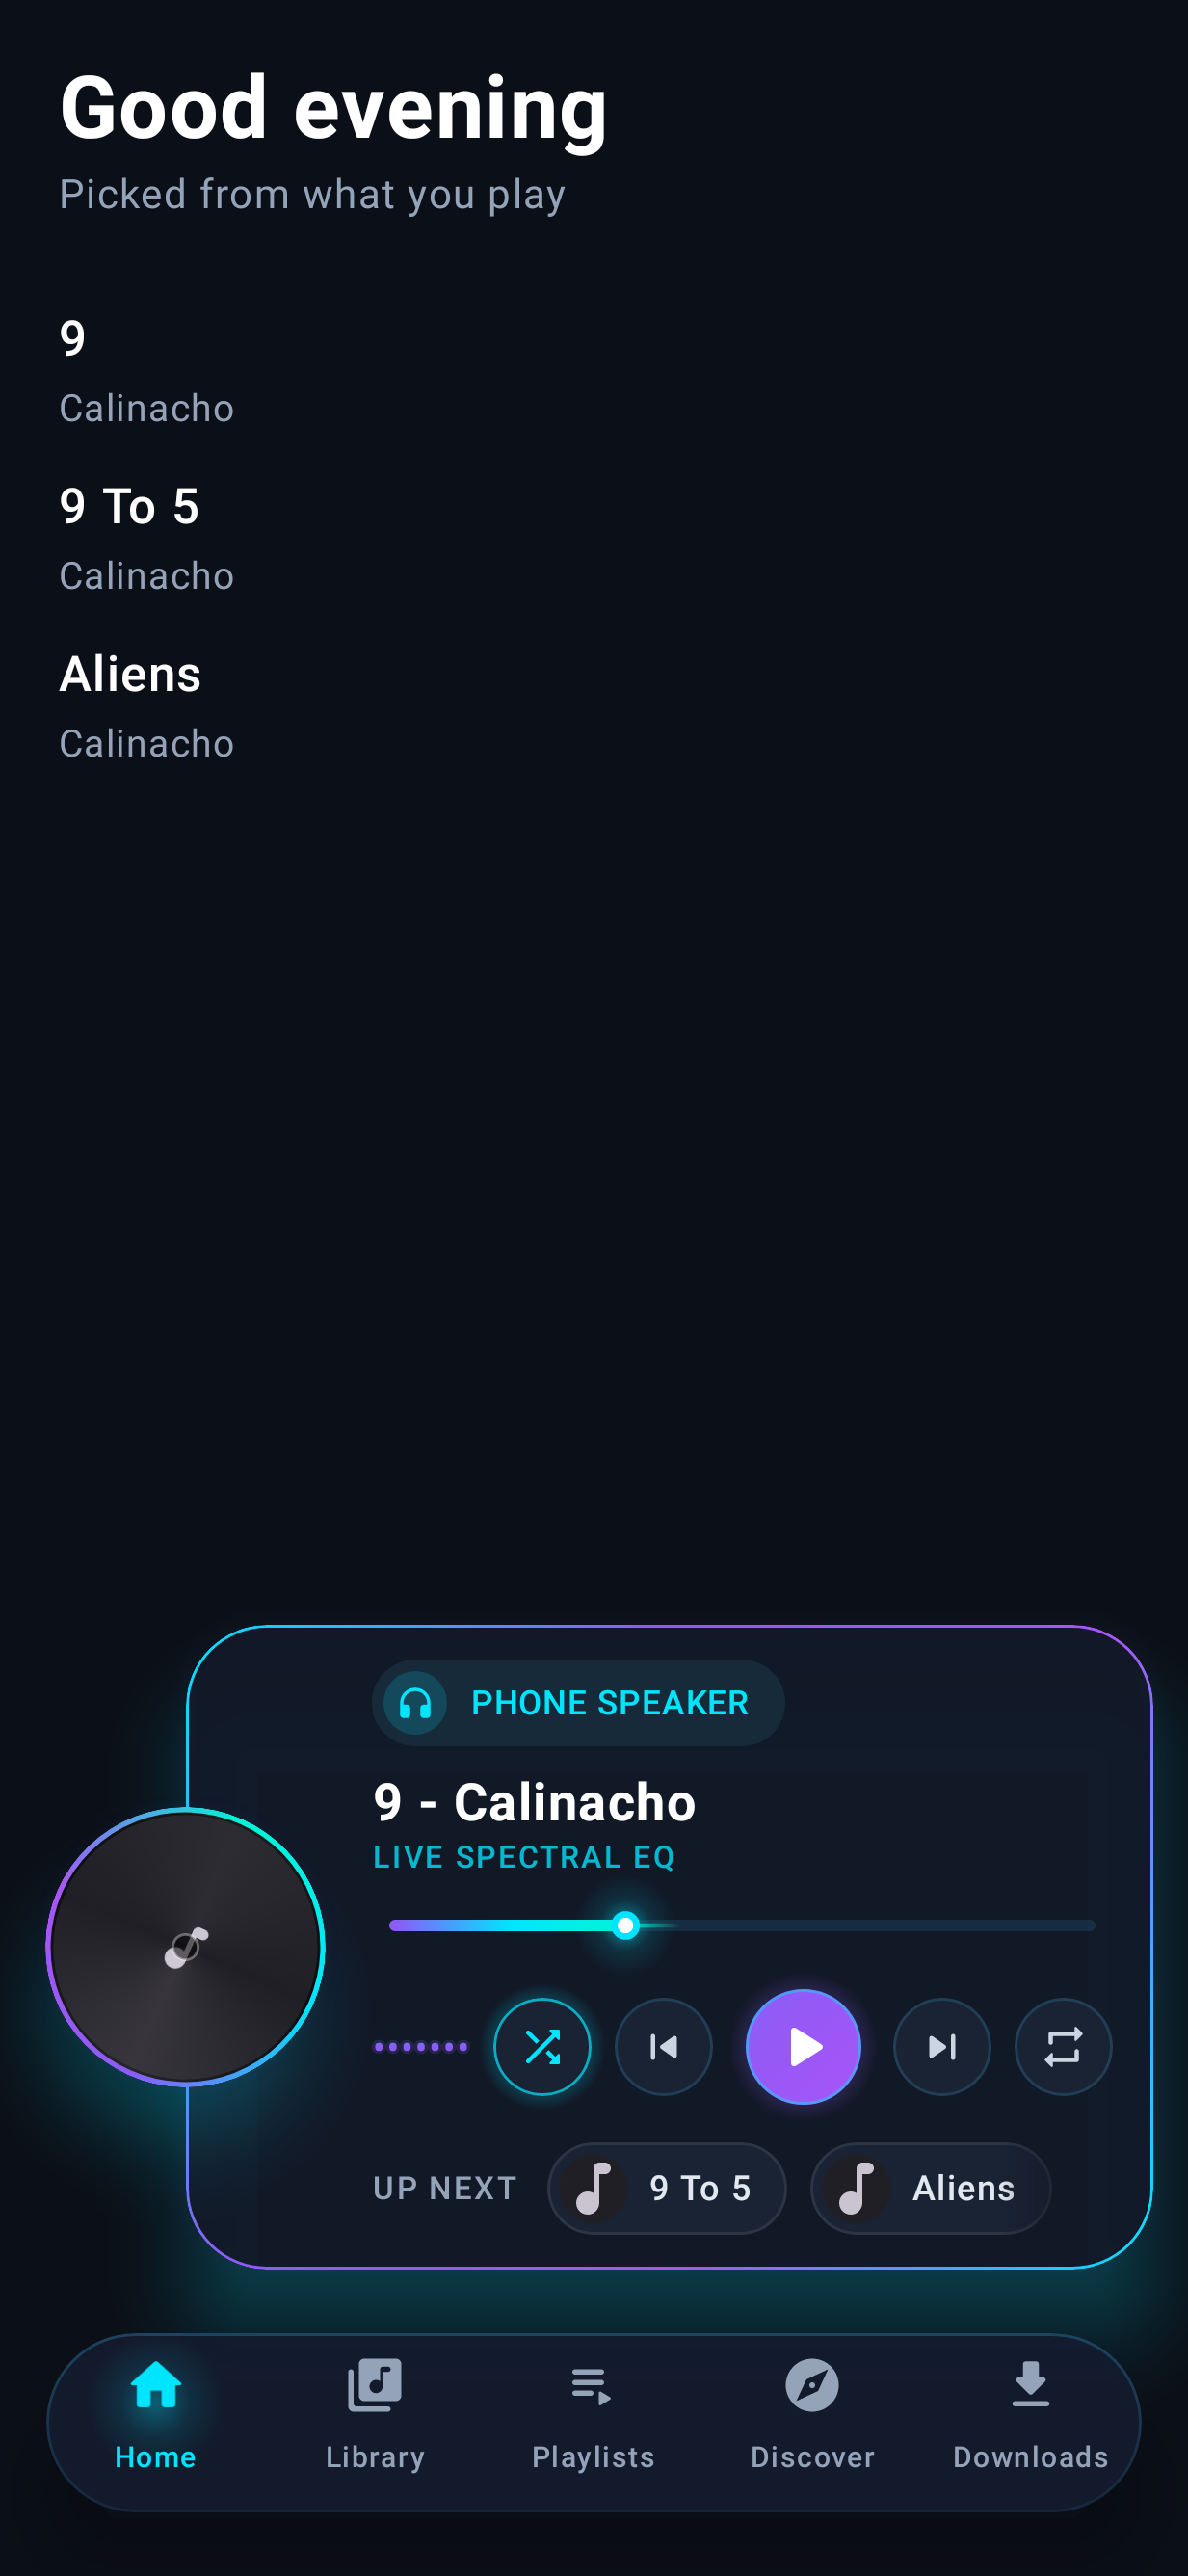 Good evening
Picked from what you play
9
Calinacho
9 To 5
Calinacho
Aliens
Calinacho
PHONE SPEAKER
9 - Calinacho
LIVE SPECTRAL EQ
UP NEXT 9 To 5 Aliens
Home Library Playlists Discover Downloads